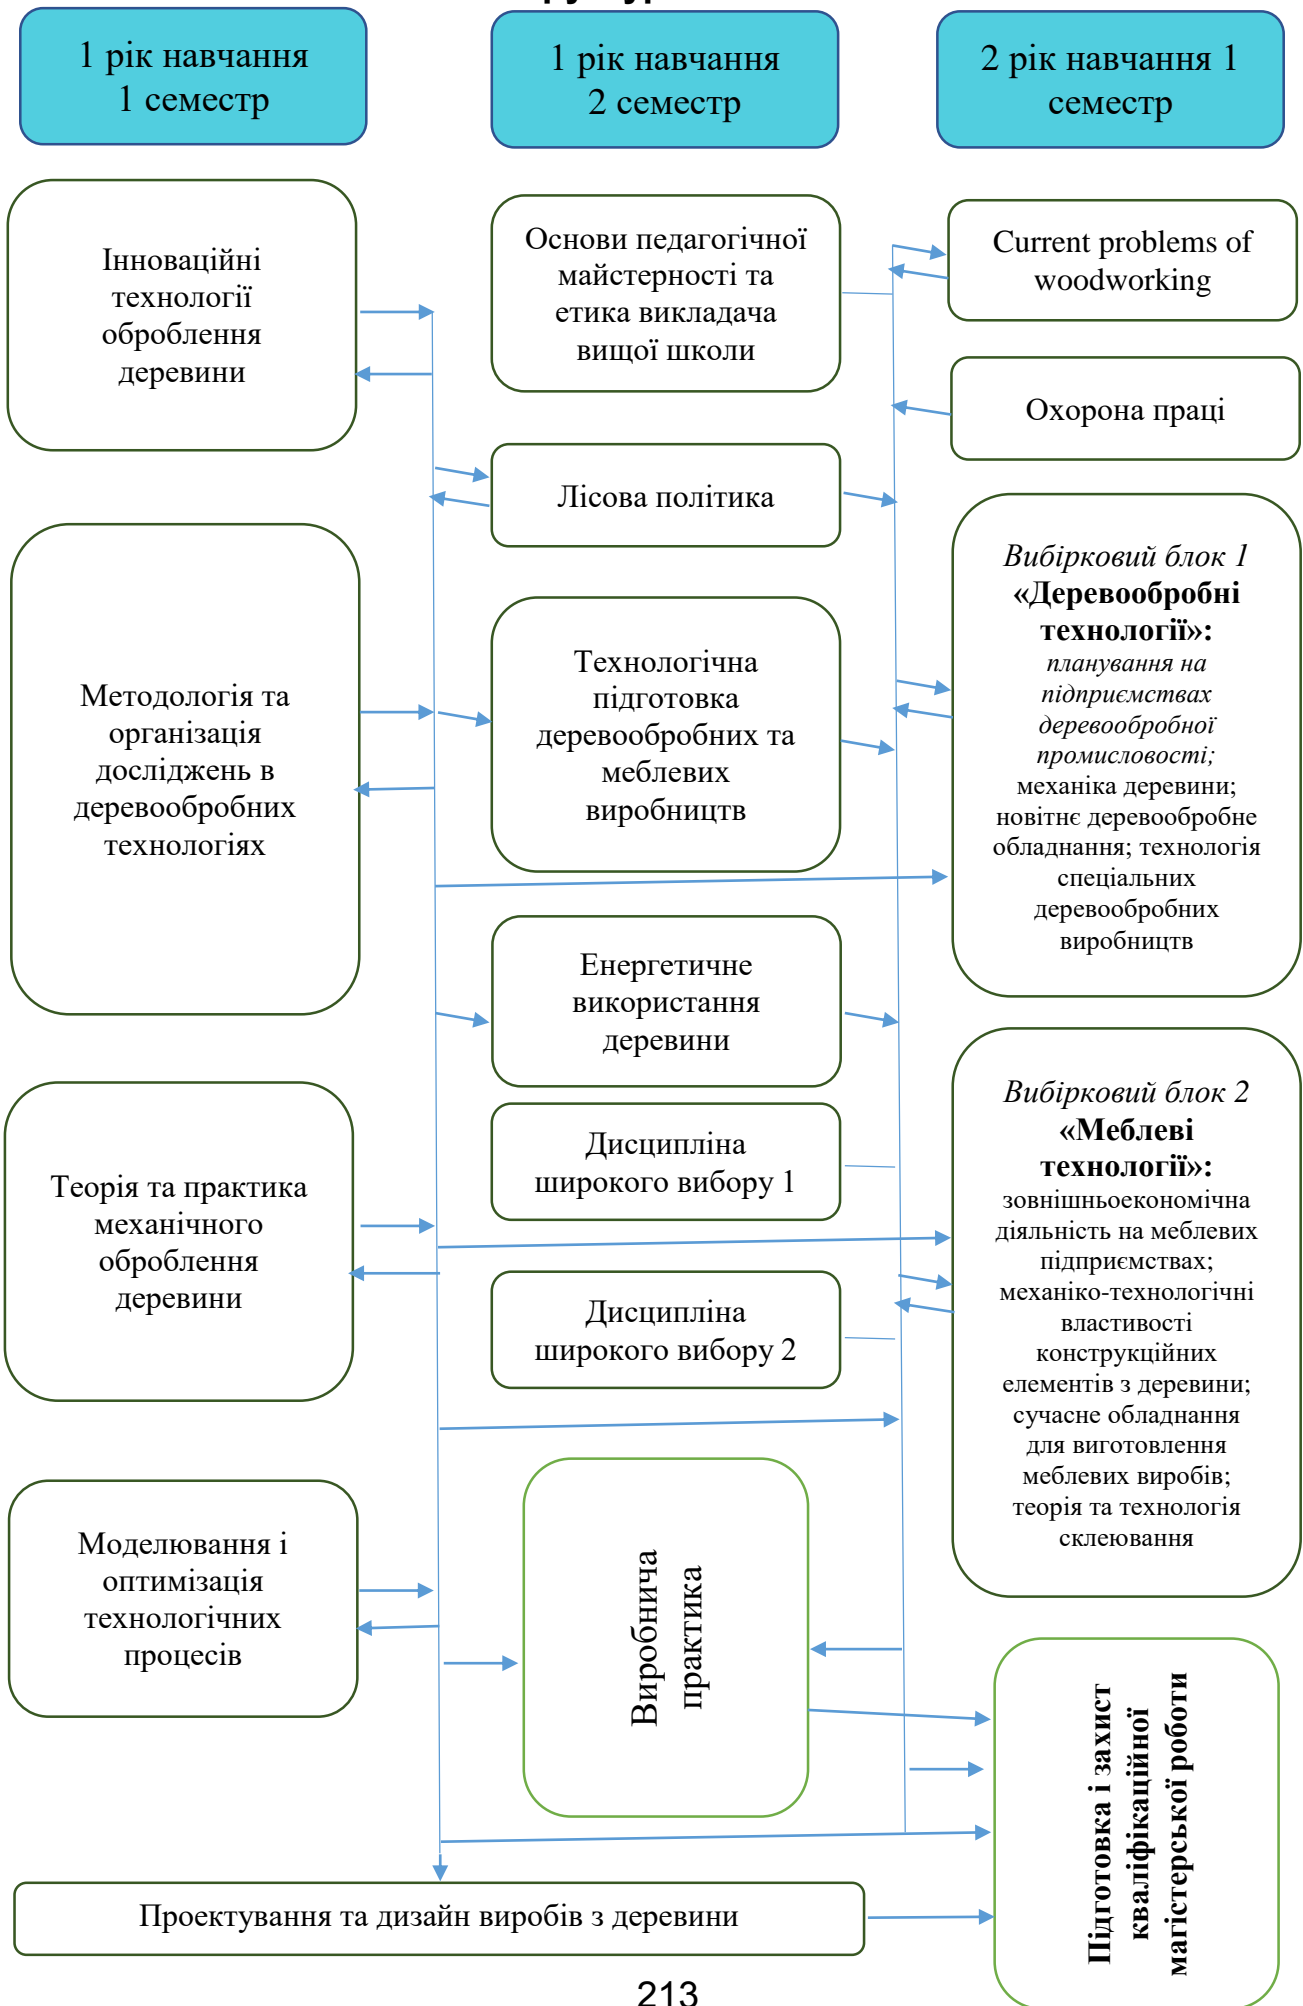 1 рік навчання
1 семестр
1 рік навчання
2 семестр
2 рік навчання 1
семестр
Інноваційні
технології
оброблення
деревини
Методологія та
організація
досліджень в
деревообробних
технологіях
Теорія та практика
механічного
оброблення
деревини
Моделювання і
оптимізація
технологічних
процесів
Основи педагогічної
майстерності та
етика викладача
вищої школи
Лісова політика
Технологічна
підготовка
деревообробних та
меблевих
виробництв
Енергетичне
використання
деревини
Дисципліна
широкого вибору 1
Дисципліна
широкого вибору 2
Виробнича
практика
Current problems of
woodworking
Охорона праці
Вибірковий блок 1
«Деревообробні
технології»:
планування на
підприємствах
деревообробної
промисловості;
механіка деревини;
новітнє деревообробне
обладнання; технологія
спеціальних
деревообробних
виробництв
Вибірковий блок 2
«Меблеві
технології»:
зовнішньоекономічна
діяльність на меблевих
підприємствах;
механіко-технологічні
властивості
конструкційних
елементів з деревини;
сучасне обладнання
для виготовлення
меблевих виробів;
теорія та технологія
склеювання
Підготовка і захист
кваліфікаційної
магістерської роботи
Проектування та дизайн виробів з деревини
213